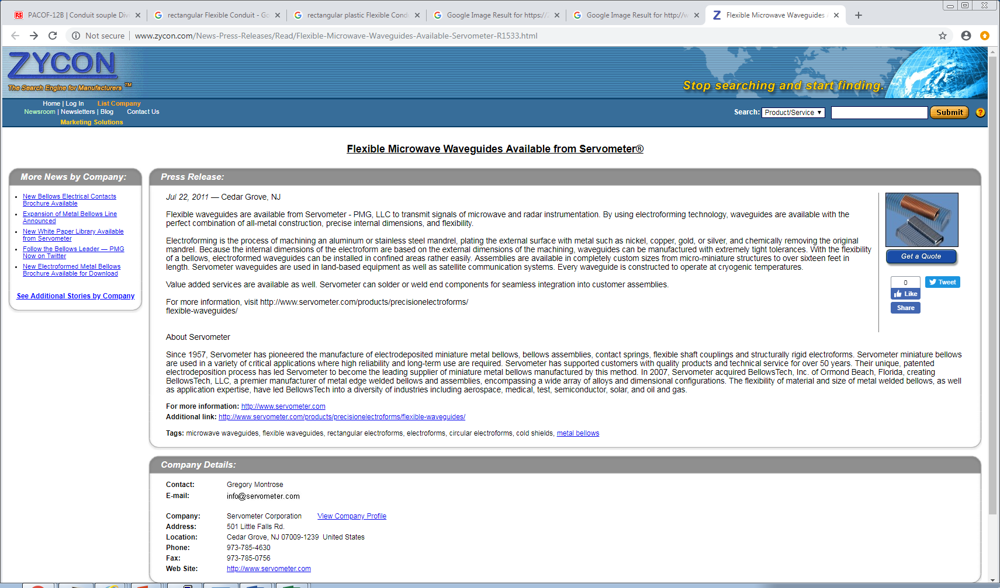 PACOF-12B | Conduit souple Div
rectangular Flexible Conduit - Go
rectangular plastic Flexible Cond
Google Image Result for https://
Google Image Result for http://w
Flexible Microwave Waveguides
Not secure | www.zycon.com/News-Press-Releases/Read/Flexible-Microwave-Waveguides-Available-Servometer-R1533.html
ZYCON
The Search Engine for Manufacturers ™
Stop searching and start finding.
Home | Log In List Company
Newsroom | Newsletters | Blog Contact Us
Marketing Solutions
Search: Product/Service Submit ?
Flexible Microwave Waveguides Available from Servometer®
More News by Company:
New Bellows Electrical Contacts
Brochure Available
Expansion of Metal Bellows Line
Announced
New White Paper Library Available
from Servometer
Follow the Bellows Leader — PMG
Now on Twitter
New Electroformed Metal Bellows
Brochure Available for Download
See Additional Stories by Company
Press Release:
Jul 22, 2011 — Cedar Grove, NJ
Flexible waveguides are available from Servometer - PMG, LLC to transmit signals of microwave and radar instrumentation. By using electroforming technology, waveguides are available with the
perfect combination of all-metal construction, precise internal dimensions, and flexibility.
Electroforming is the process of machining an aluminum or stainless steel mandrel, plating the external surface with metal such as nickel, copper, gold, or silver, and chemically removing the original
mandrel. Because the internal dimensions of the electroform are based on the external dimensions of the machining, waveguides can be manufactured with extremely tight tolerances. With the flexibility
of a bellows, electroformed waveguides can be installed in confined areas rather easily. Assemblies are available in completely custom sizes from micro-miniature structures to over sixteen feet in
length. Servometer waveguides are used in land-based equipment as well as satellite communication systems. Every waveguide is constructed to operate at cryogenic temperatures.
Value added services are available as well. Servometer can solder or weld end components for seamless integration into customer assemblies.
For more information, visit http://www.servometer.com/products/precisionelectroforms/
flexible-waveguides/
Get a Quote
0
Tweet
Like
Share
About Servometer
Since 1957, Servometer has pioneered the manufacture of electrodeposited miniature metal bellows, bellows assemblies, contact springs, flexible shaft couplings and structurally rigid electroforms. Servometer miniature bellows
are used in a variety of critical applications where high reliability and long-term use are required. Servometer has supported customers with quality products and technical service for over 50 years. Their unique, patented
electrodeposition process has led Servometer to become the leading supplier of miniature metal bellows manufactured by this method. In 2007, Servometer acquired BellowsTech, Inc. of Ormond Beach, Florida, creating
BellowsTech, LLC, a premier manufacturer of metal edge welded bellows and assemblies, encompassing a wide array of alloys and dimensional configurations. The flexibility of material and size of metal welded bellows, as well
as application expertise, have led BellowsTech into a diversity of industries including aerospace, medical, test, semiconductor, solar, and oil and gas.
For more information: http://www.servometer.com
Additional link: http://www.servometer.com/products/precisionelectroforms/flexible-waveguides/
Tags: microwave waveguides, flexible waveguides, rectangular electroforms, electroforms, circular electroforms, cold shields, metal bellows
Company Details:
Contact: Gregory Montrose
E-mail: info@servometer.com
Company: Servometer Corporation View Company Profile
Address: 501 Little Falls Rd.
Location: Cedar Grove, NJ 07009-1239 United States
Phone: 973-785-4630
Fax: 973-785-0756
Web Site: http://www.servometer.com